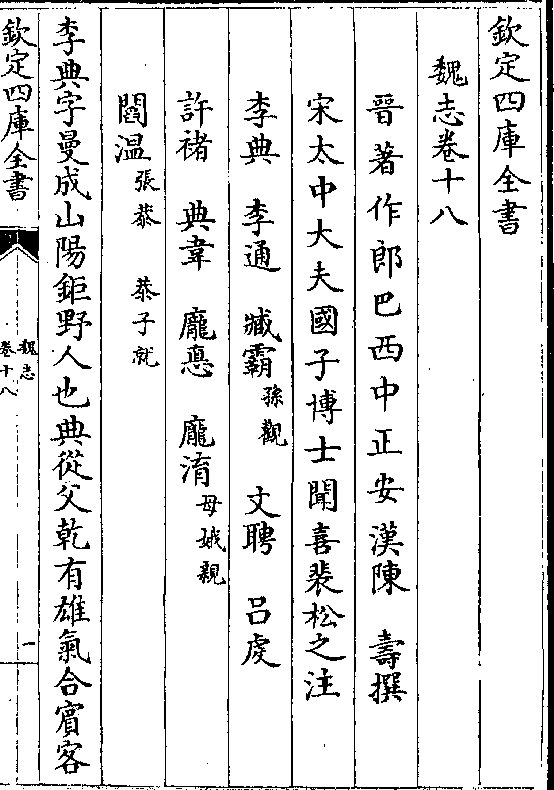 欽定四庫全書
魏志卷十八
晉著作郎巴西中正安漢陳 壽撰
宋太中大夫國子博士聞喜裴松之注
李典 李通 臧霸孫觀 文聘 吕虔
許禇 典韋 龎悳 龎淯母娥親
閻溫張恭 恭子就
李典字曼成山陽鉅野人也典從父乾有雄氣合賓客
欽定四庫全書
魏志
卷十八
一